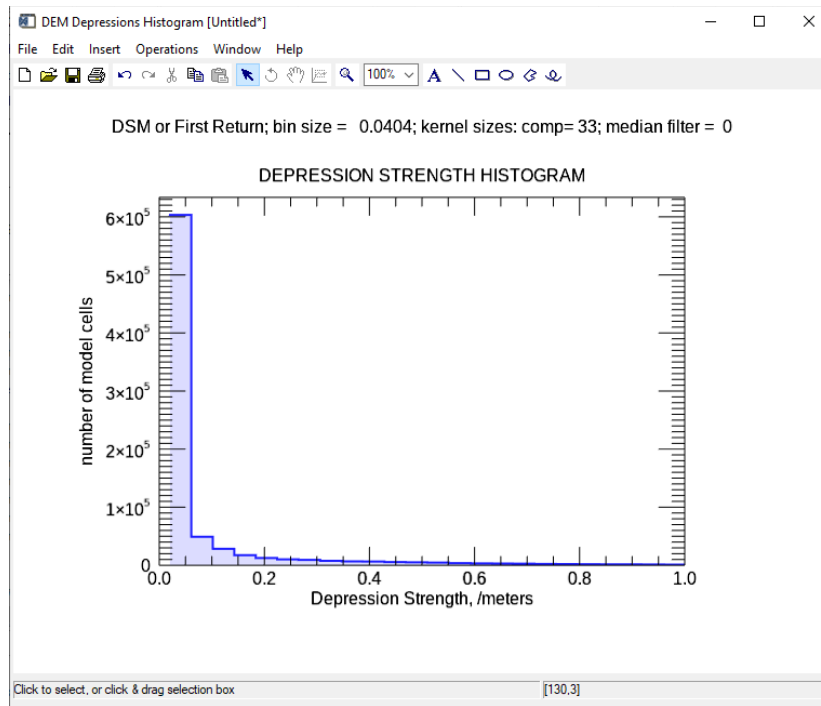 DEM Depressions Histogram [Untitled*]
File Edit Insert Operations Window Help
100%
A
DSM or First Return; bin size = 0.0404; kernel sizes: comp= 33; median filter = 0
DEPRESSION STRENGTH HISTOGRAM
number of model cells
6×10⁵
5×10⁵
4×10⁵
3×10⁵
2×10⁵
1×10⁵
0
0.0 0.2 0.4 0.6 0.8 1.0
Depression Strength, /meters
Click to select, or click & drag selection box [130,3]